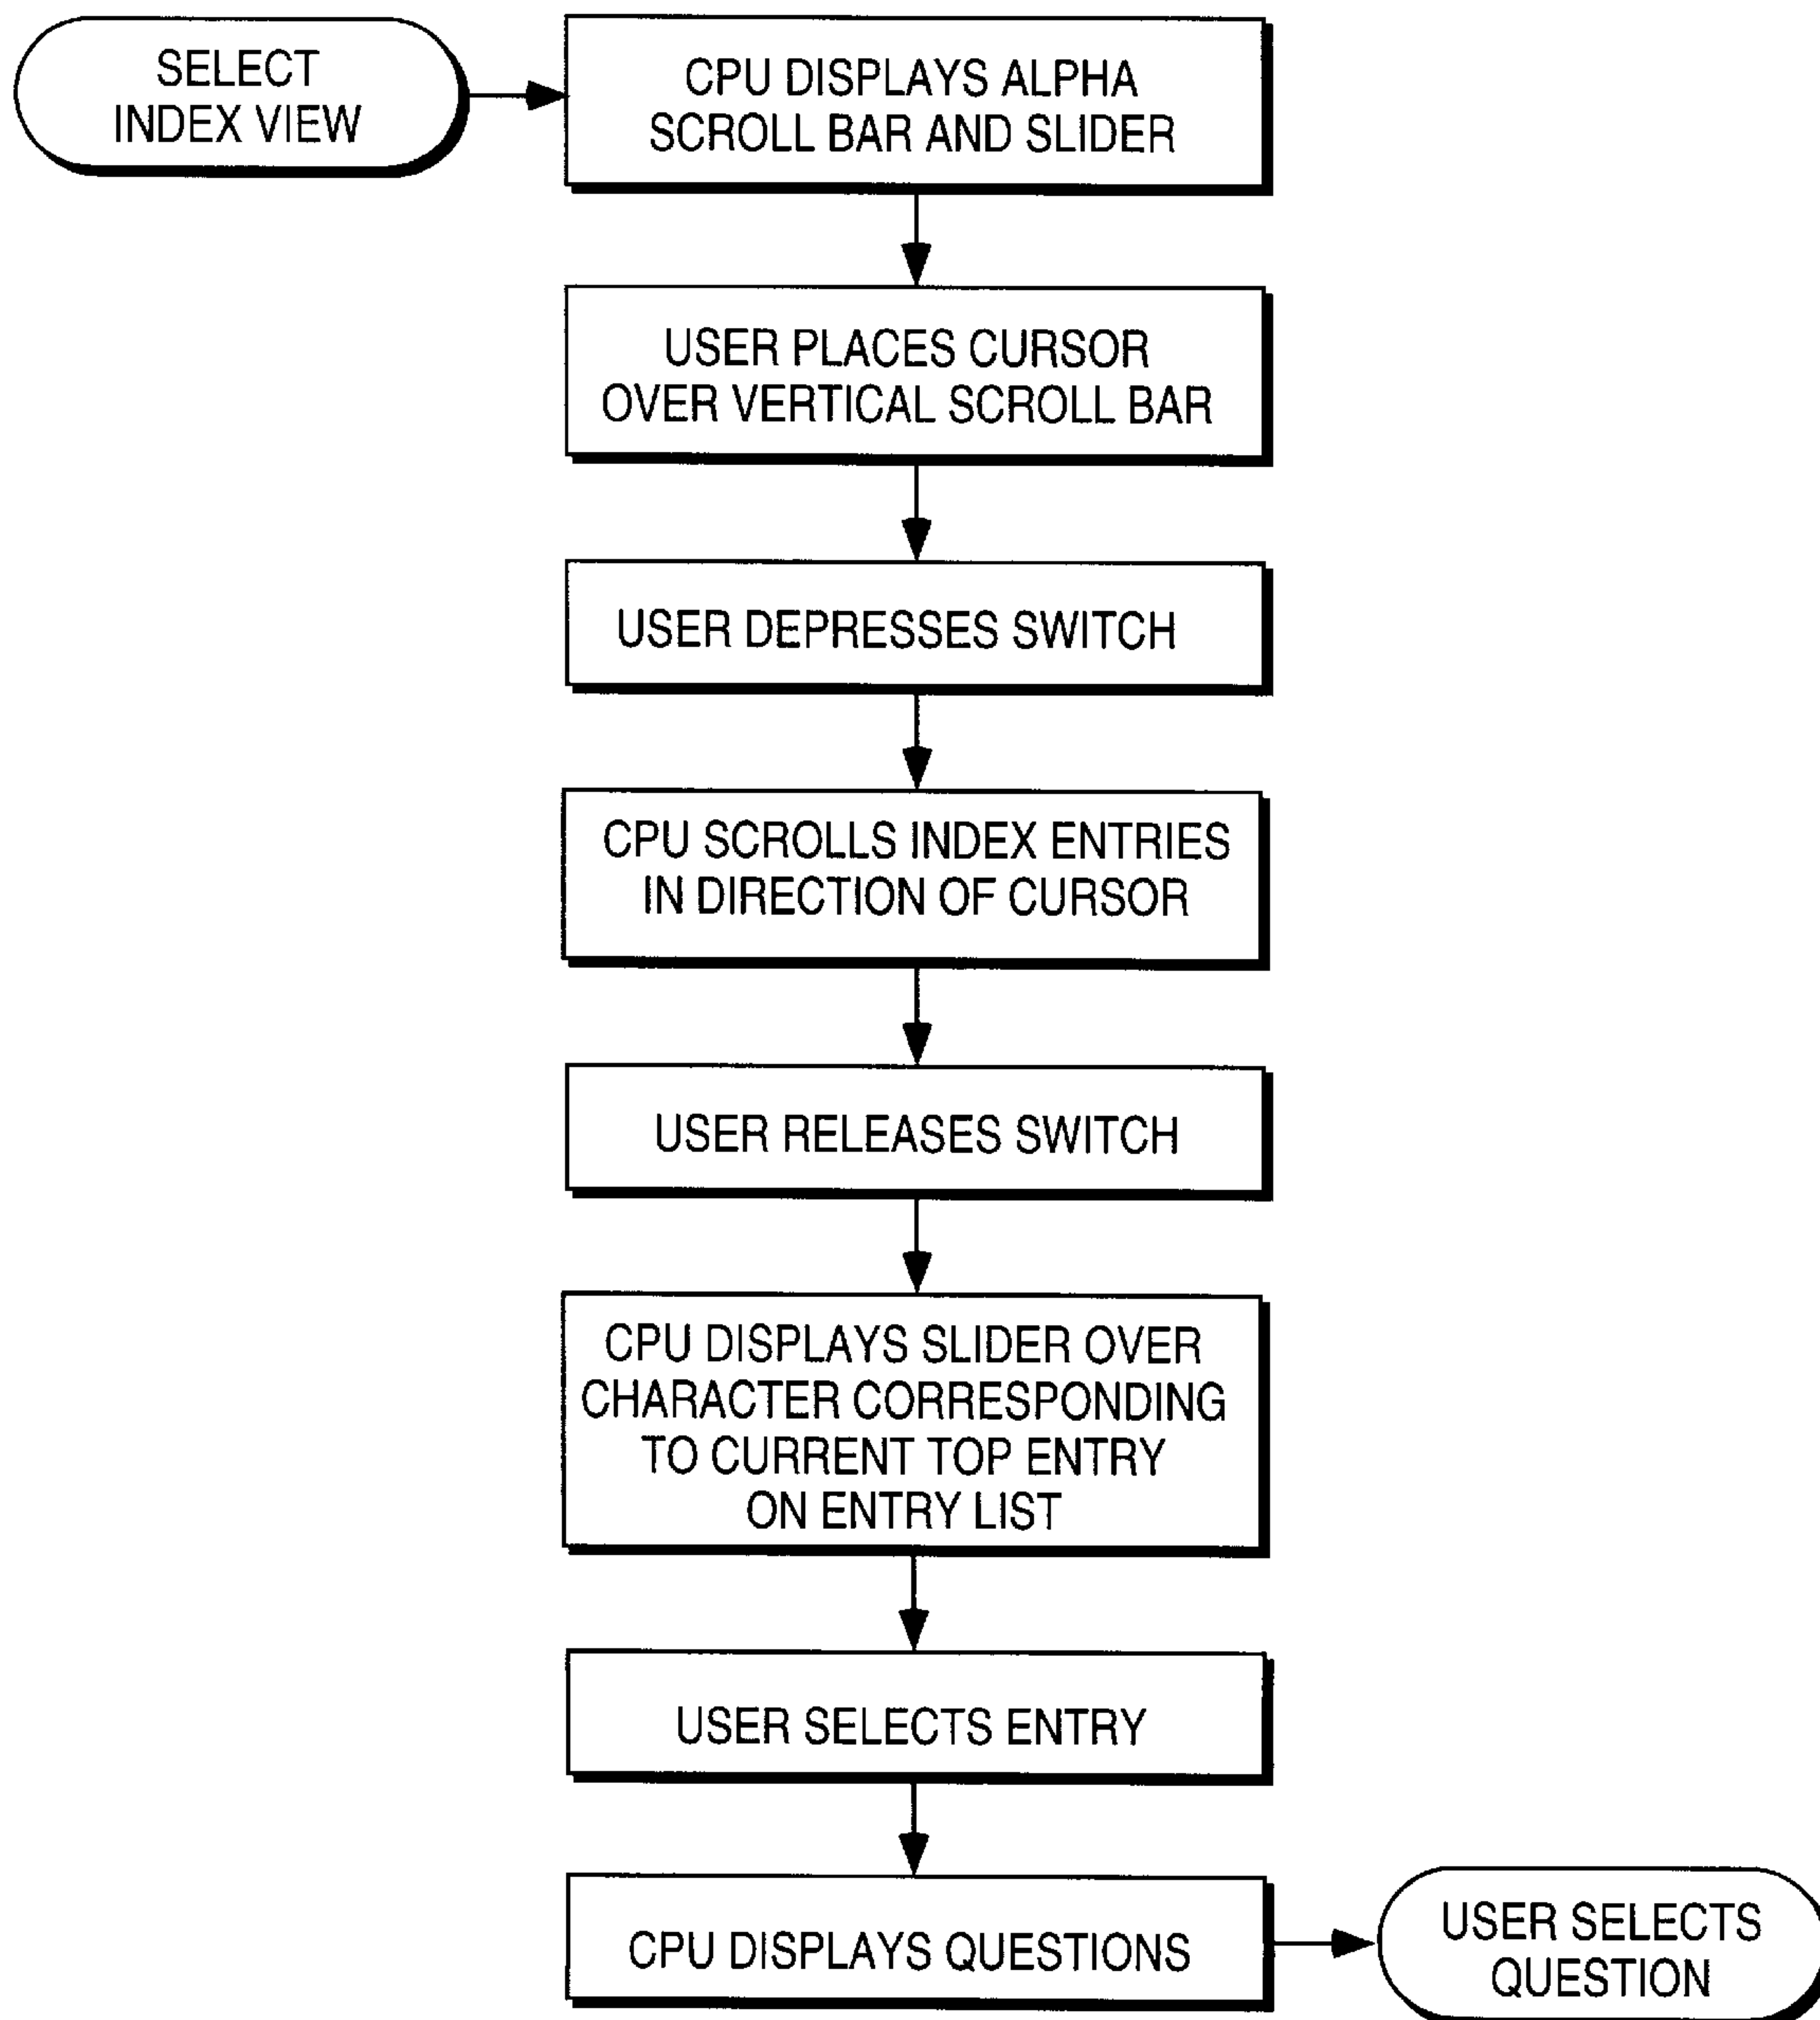 SELECT
INDEX VIEW
CPU DISPLAYS ALPHA
SCROLL BAR AND SLIDER
USER PLACES CURSOR
OVER VERTICAL SCROLL BAR
USER DEPRESSES SWITCH
CPU SCROLLS INDEX ENTRIES
IN DIRECTION OF CURSOR
USER RELEASES SWITCH
CPU DISPLAYS SLIDER OVER
CHARACTER CORRESPONDING
TO CURRENT TOP ENTRY
ON ENTRY LIST
USER SELECTS ENTRY
CPU DISPLAYS QUESTIONS
USER SELECTS
QUESTION